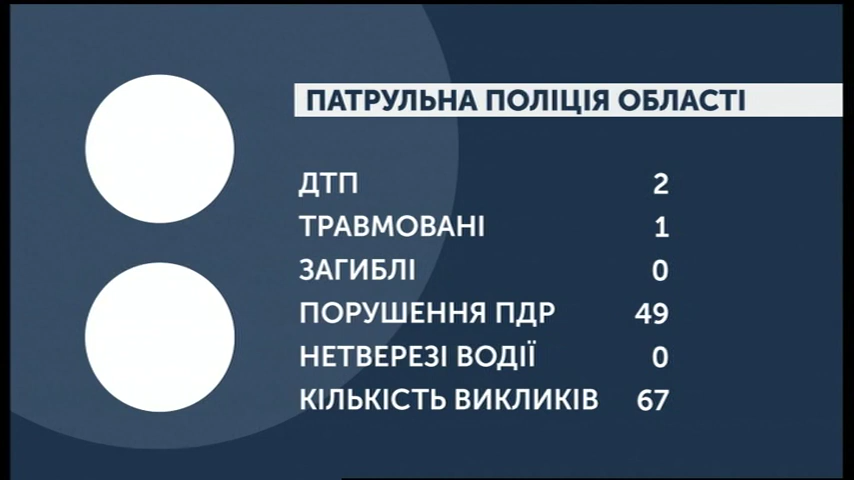 ПАТРУЛЬНА ПОЛІЦІЯ ОБЛАСТІ
ДТП 2
ТРАВМОВАНІ 1
ЗАГИБЛІ 0
ПОРУШЕННЯ ПДР 49
НЕТВЕРЕЗІ ВОДІЇ 0
КІЛЬКІСТЬ ВИКЛИКІВ 67